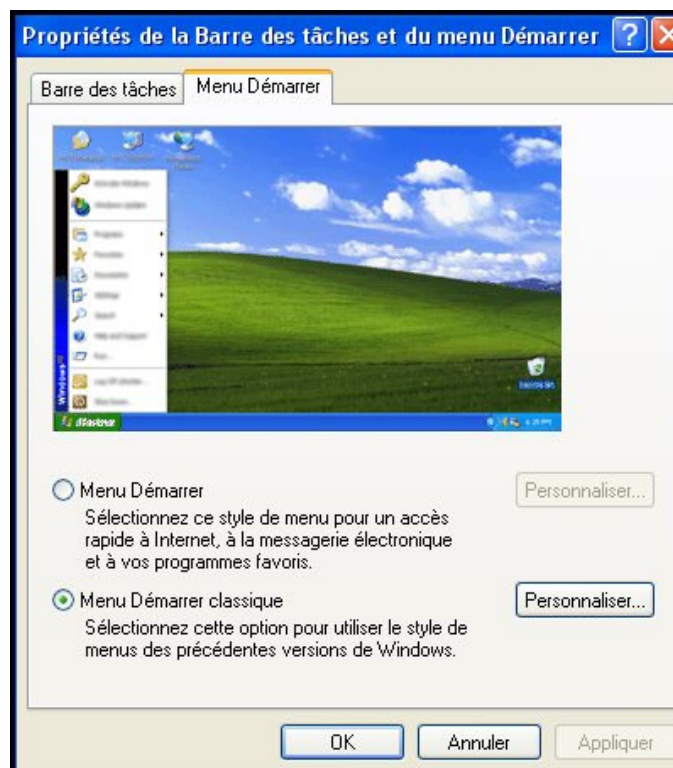 Propriétés de la Barre des tâches et du menu Démarrer
Barre des tâches
Menu Démarrer
Windows
Menu Démarrer
Personnaliser...
Sélectionnez ce style de menu pour un accès
rapide à Internet, à la messagerie électronique
et à vos programmes favoris.
Menu Démarrer classique
Personnaliser...
Sélectionnez cette option pour utiliser le style de
menus des précédentes versions de Windows.
OK
Annuler
Appliquer